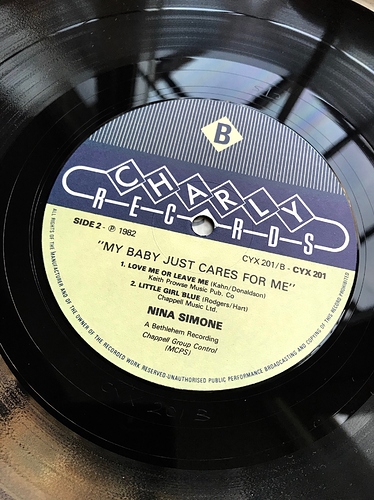 B
CHARLY
RECORDS
SIDE 2 - Ⓟ 1982
CYX 201/B - CYX 201
"MY BABY JUST CARES FOR ME"
1. LOVE ME OR LEAVE ME (Kahn/Donaldson)
Keith Prowse Music Pub. Co
2. LITTLE GIRL BLUE (Rodgers/Hart)
Chappell Music Ltd.
NINA SIMONE
A Bethlehem Recording
Chappell Group Control
(MCPS)
ALL RIGHTS OF THE MANUFACTURER AND OF THE OWNER OF THE RECORDED WORK RESERVED·UNAUTHORISED PUBLIC PERFORMANCE BROADCASTING AND COPYING OF THIS RECORD PROHIBITED